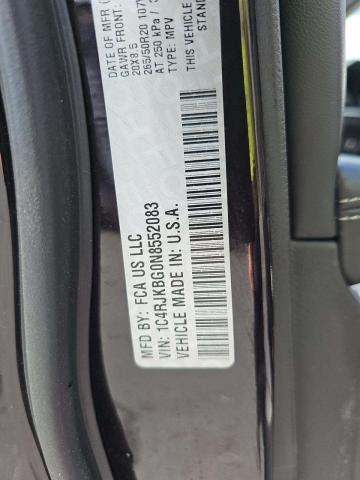 MFD BY: FCA US LLC
VIN: 1C4RJKBG0N8552083
VEHICLE MADE IN: U.S.A.
DATE OF MFR
GAWR FRONT
20X8.5
265/50R20 107
AT 250 kPa /
TYPE: MPV
THIS VEHICLE
STAN